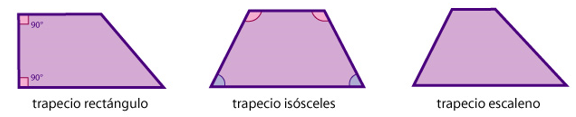 90°
90°
trapecio rectángulo
trapecio isósceles
trapecio escaleno